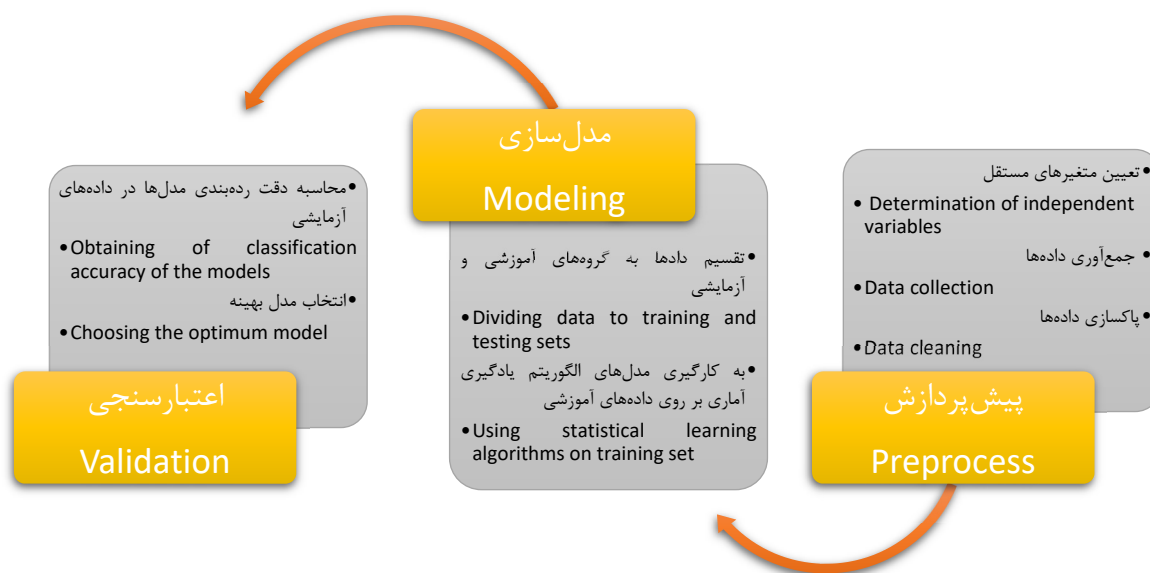 پیش‌پردازش
Preprocess
•تعیین متغیرهای مستقل
• Determination of independent
variables
• جمع‌آوری داده‌ها
•Data collection
•پاکسازی داده‌ها
•Data cleaning
مدل‌سازی
Modeling
•تقسیم دادها به گروه‌های آموزشی و
آزمایشی
•Dividing data to training and
testing sets
•به کارگیری مدل‌های الگوریتم یادگیری
آماری بر روی داده‌های آموزشی
•Using statistical learning
algorithms on training set
اعتبارسنجی
Validation
•محاسبه دقت رده‌بندی مدل‌ها در داده‌های
آزمایشی
•Obtaining of classification
accuracy of the models
•انتخاب مدل بهینه
•Choosing the optimum model